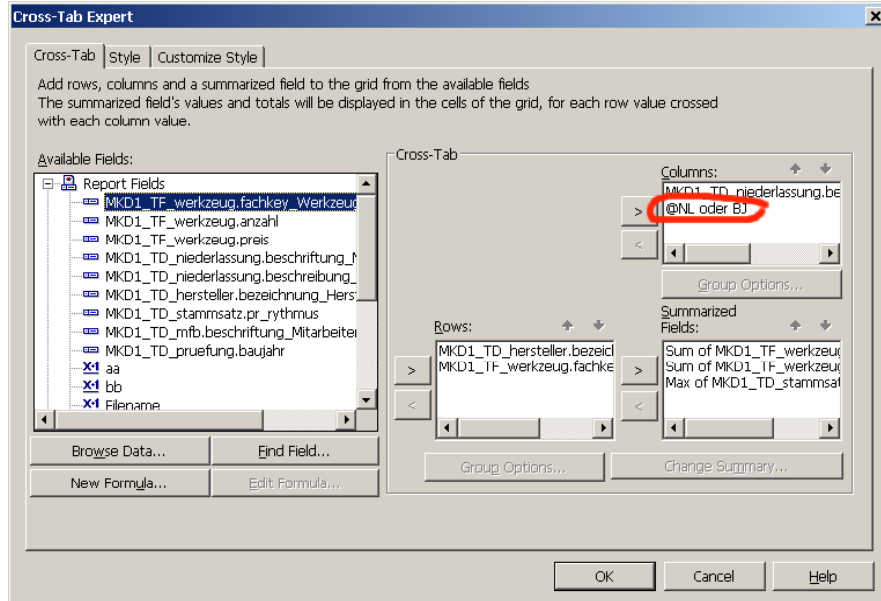 Cross-Tab Expert
Cross-Tab Style Customize Style
Add rows, columns and a summarized field to the grid from the available fields
The summarized field's values and totals will be displayed in the cells of the grid, for each row value crossed
with each column value.
Available Fields:
Report Fields
MKD1_TF_werkzeug.fachkey_Werkzeug
MKD1_TF_werkzeug.anzahl
MKD1_TF_werkzeug.preis
MKD1_TD_niederlassung.beschriftung_N
MKD1_TD_niederlassung.beschreibung_
MKD1_TD_hersteller.bezeichnung_Hers
MKD1_TD_stammsatz.pr_rythmus
MKD1_TD_mfb.beschriftung_Mitarbeiter
MKD1_TD_pruefung.baujahr
aa
bb
Filename
Browse Data...
Find Field...
New Formula...
Edit Formula...
Cross-Tab
Columns:
MKD1_TD_niederlassung.be
@NL oder BJ
>
<
Group Options...
Rows:
MKD1_TD_hersteller.bezeicl
MKD1_TF_werkzeug.fachke
>
<
Group Options...
Summarized
Fields:
Sum of MKD1_TF_werkzeug
Sum of MKD1_TF_werkzeug
Max of MKD1_TD_stammsat
>
<
Change Summary...
OK
Cancel
Help